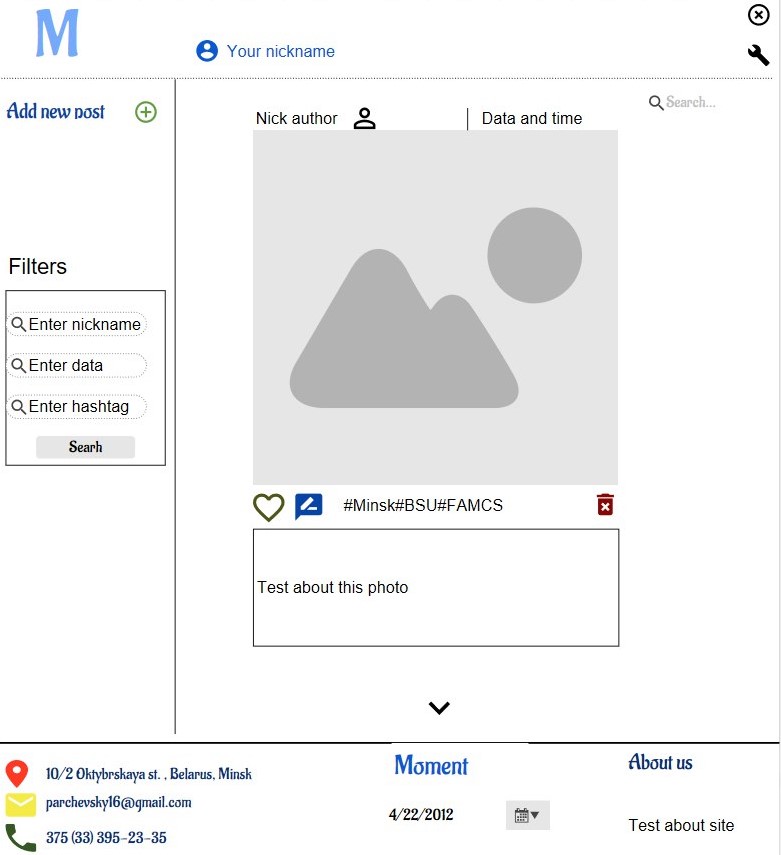 M
Your nickname
Add new post
Search...
Nick author
Data and time
Filters
Enter nickname
Enter data
Enter hashtag
Searh
#Minsk#BSU#FAMCS
Test about this photo
10/2 Oktybrskaya st. , Belarus, Minsk
parchevsky16@gmail.com
375 (33) 395-23-35
Moment
4/22/2012
About us
Test about site